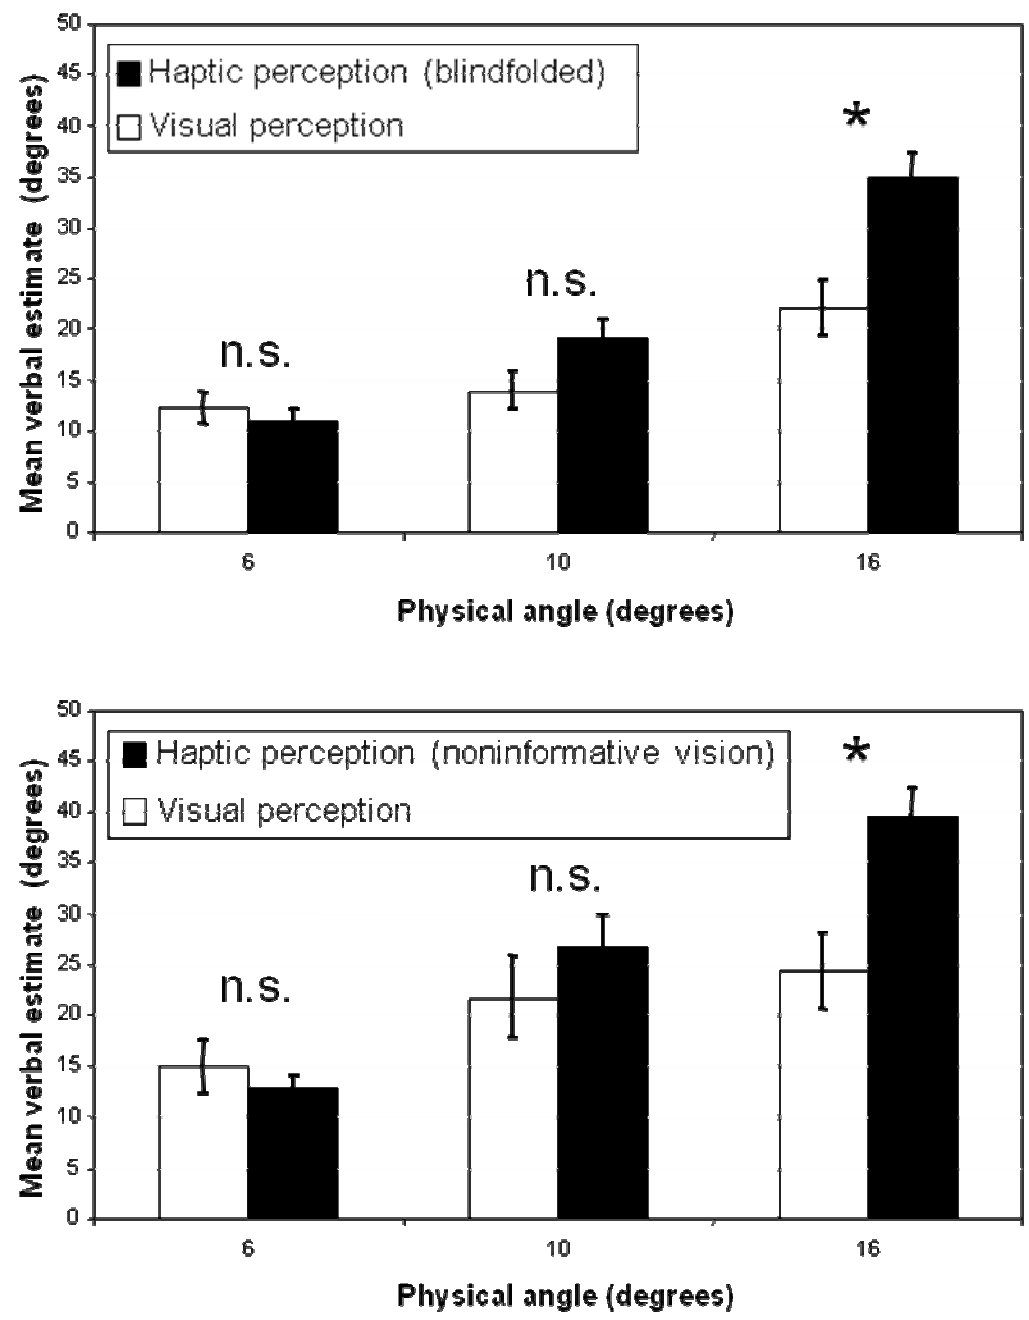 50
45
40
35
30
25
20
15
10
5
0
Mean verbal estimate (degrees)
Haptic perception (blindfolded)
Visual perception
n.s.
n.s.
*
6 10 16
Physical angle (degrees)
50
45
40
35
30
25
20
15
10
5
0
Mean verbal estimate (degrees)
Haptic perception (noninformative vision)
Visual perception
n.s.
n.s.
*
6 10 16
Physical angle (degrees)